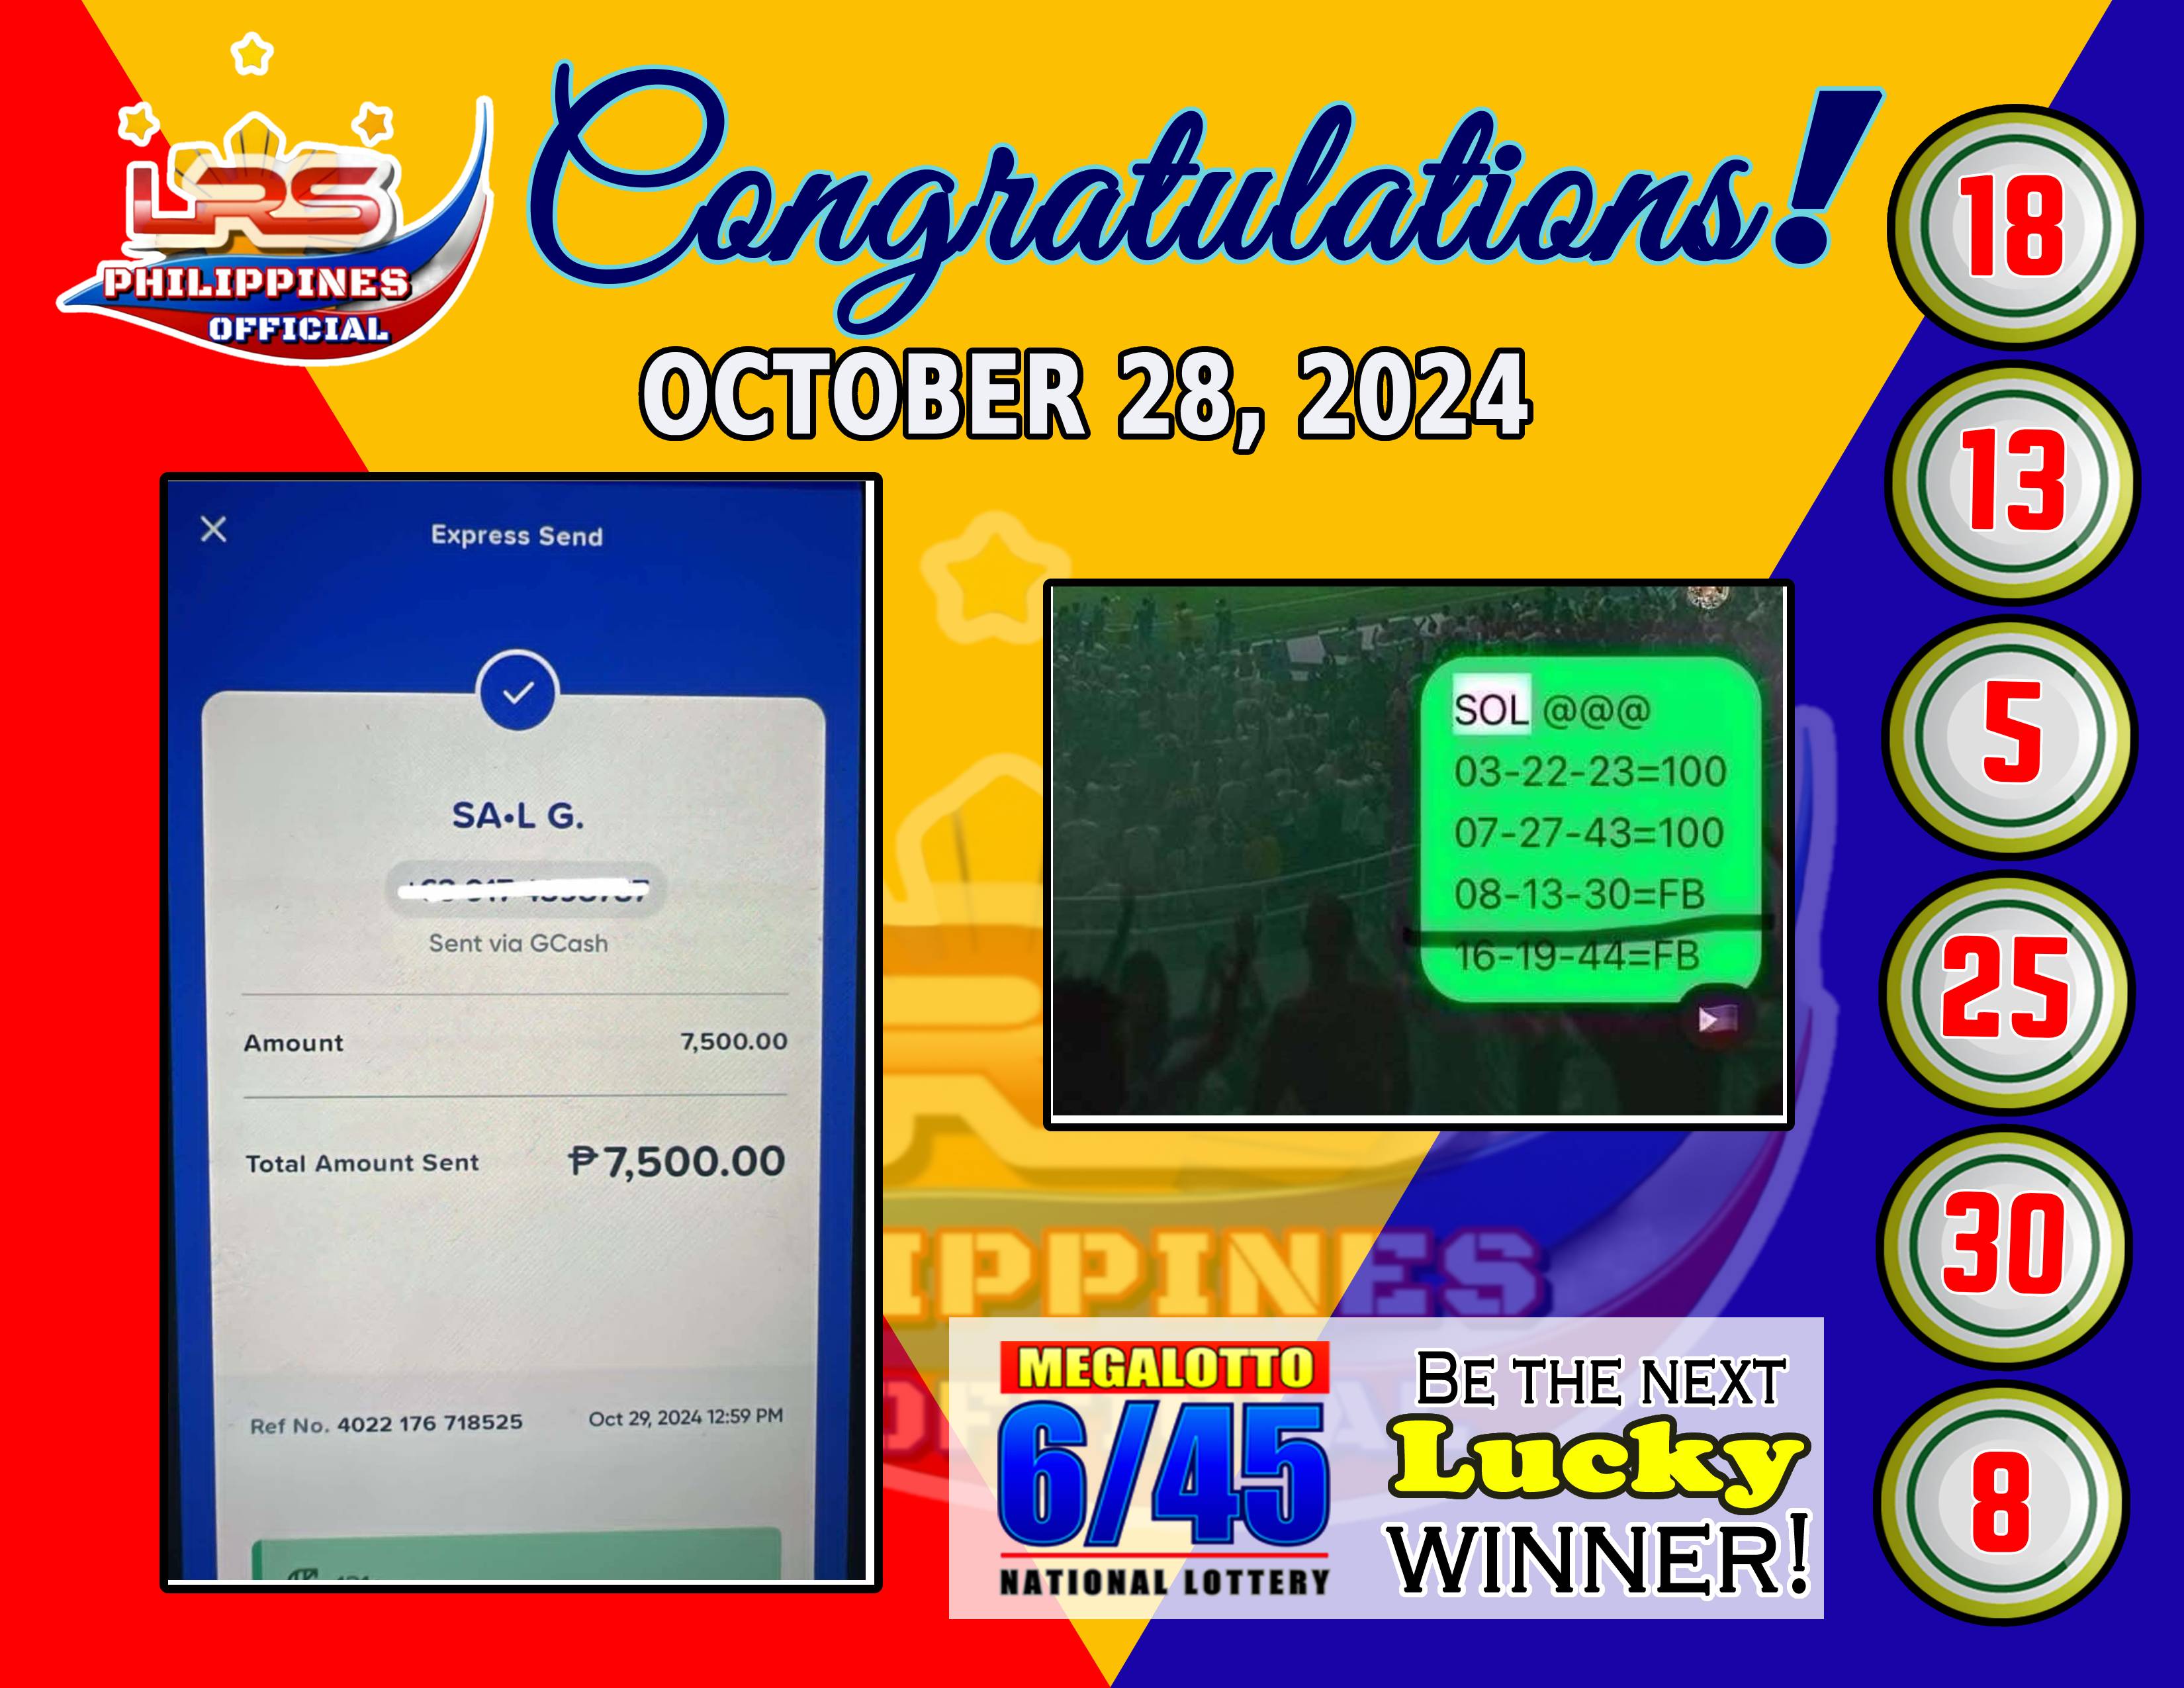 LRS
PHILIPPINES
OFFICIAL
Congratulations!
OCTOBER 28, 2024
Express Send
SA•L G.
Sent via GCash
Amount 7,500.00
Total Amount Sent ₱7,500.00
Ref No. 4022 176 718525 Oct 29, 2024 12:59 PM
SOL @@@
03-22-23=100
07-27-43=100
08-13-30=FB
16-19-44=FB
MEGALOTTO
6/45
NATIONAL LOTTERY
BE THE NEXT
Lucky
WINNER!
18
13
5
25
30
8